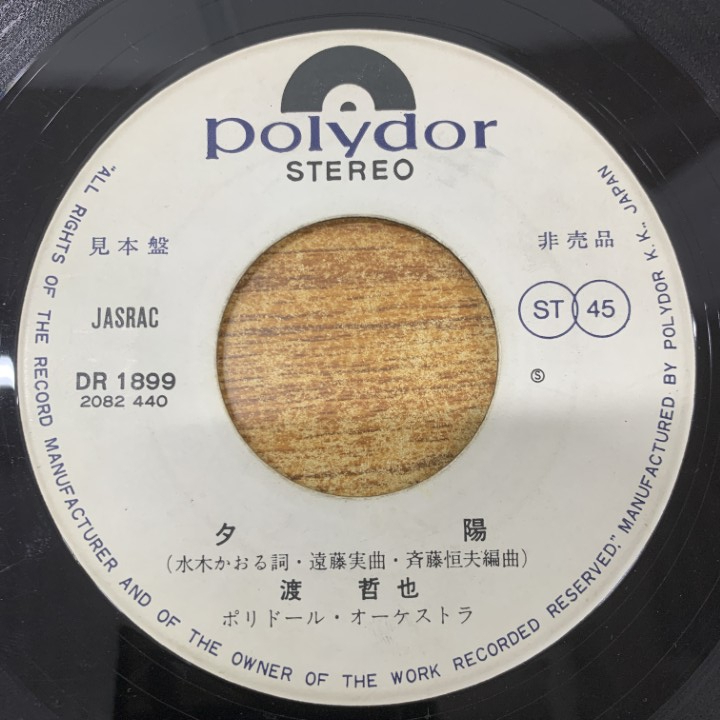 polydor
STEREO
見本盤
非売品
JASRAC
ST 45
DR 1899
2082 440
Ⓢ
夕陽
(水木かおる詞・遠藤実曲・斉藤恒夫編曲)
渡哲也
ポリドール・オーケストラ
"ALL RIGHTS OF THE RECORD MANUFACTURER AND OF THE OWNER OF THE WORK RECORDED RESERVED." MANUFACTURED BY POLYDOR K.K., JAPAN